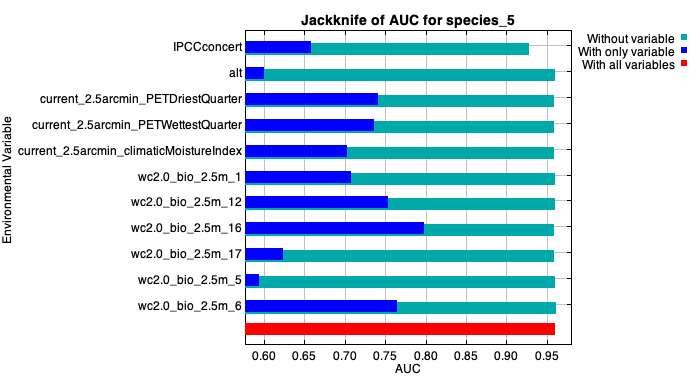 Jackknife of AUC for species_5
Without variable
With only variable
With all variables
Environmental Variable
IPCCconcert
alt
current_2.5arcmin_PETDriestQuarter
current_2.5arcmin_PETWettestQuarter
current_2.5arcmin_climaticMoistureIndex
wc2.0_bio_2.5m_1
wc2.0_bio_2.5m_12
wc2.0_bio_2.5m_16
wc2.0_bio_2.5m_17
wc2.0_bio_2.5m_5
wc2.0_bio_2.5m_6
0.60 0.65 0.70 0.75 0.80 0.85 0.90 0.95
AUC